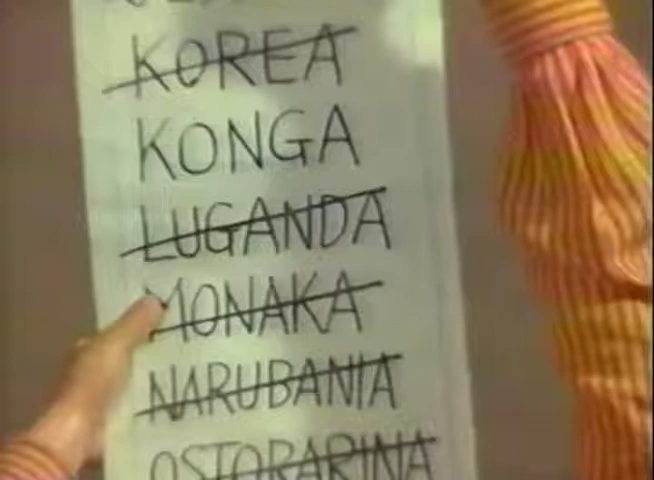 KOREA
KONGA
LUGANDA
MONAKA
NARUBANIA
OSTORARINA